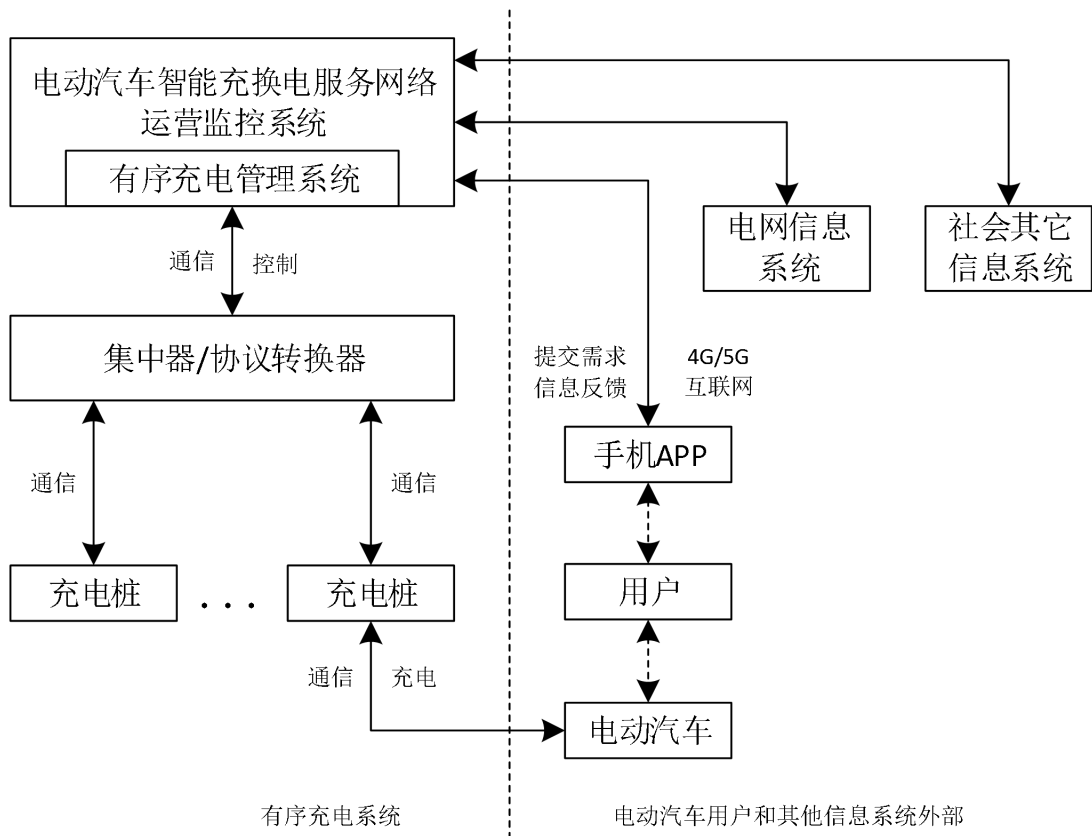 电动汽车智能充换电服务网络
运营监控系统
有序充电管理系统
通信
控制
电网信息
系统
社会其它
信息系统
集中器/协议转换器
提交需求
信息反馈
4G/5G
互联网
手机APP
通信
通信
充电桩
...
充电桩
用户
通信
充电
电动汽车
有序充电系统
电动汽车用户和其他信息系统外部